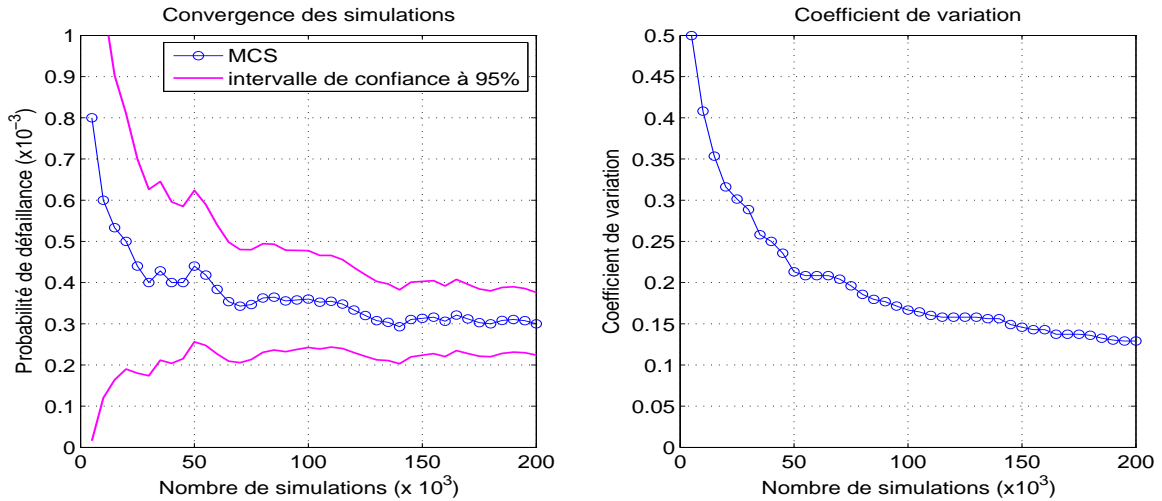 Convergence des simulations
1
0.9
0.8
0.7
0.6
0.5
0.4
0.3
0.2
0.1
0
Probabilité de défaillance (x10⁻³)
MCS
intervalle de confiance à 95%
0 50 100 150 200
Nombre de simulations (x 10³)
Coefficient de variation
0.5
0.45
0.4
0.35
0.3
0.25
0.2
0.15
0.1
0.05
0
Coefficient de variation
0 50 100 150 200
Nombre de simulations (x 10³)